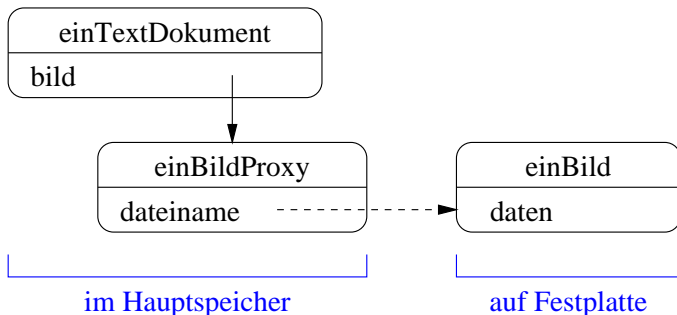 einTextDokument
bild
einBildProxy
dateiname
einBild
daten
im Hauptspeicher
auf Festplatte